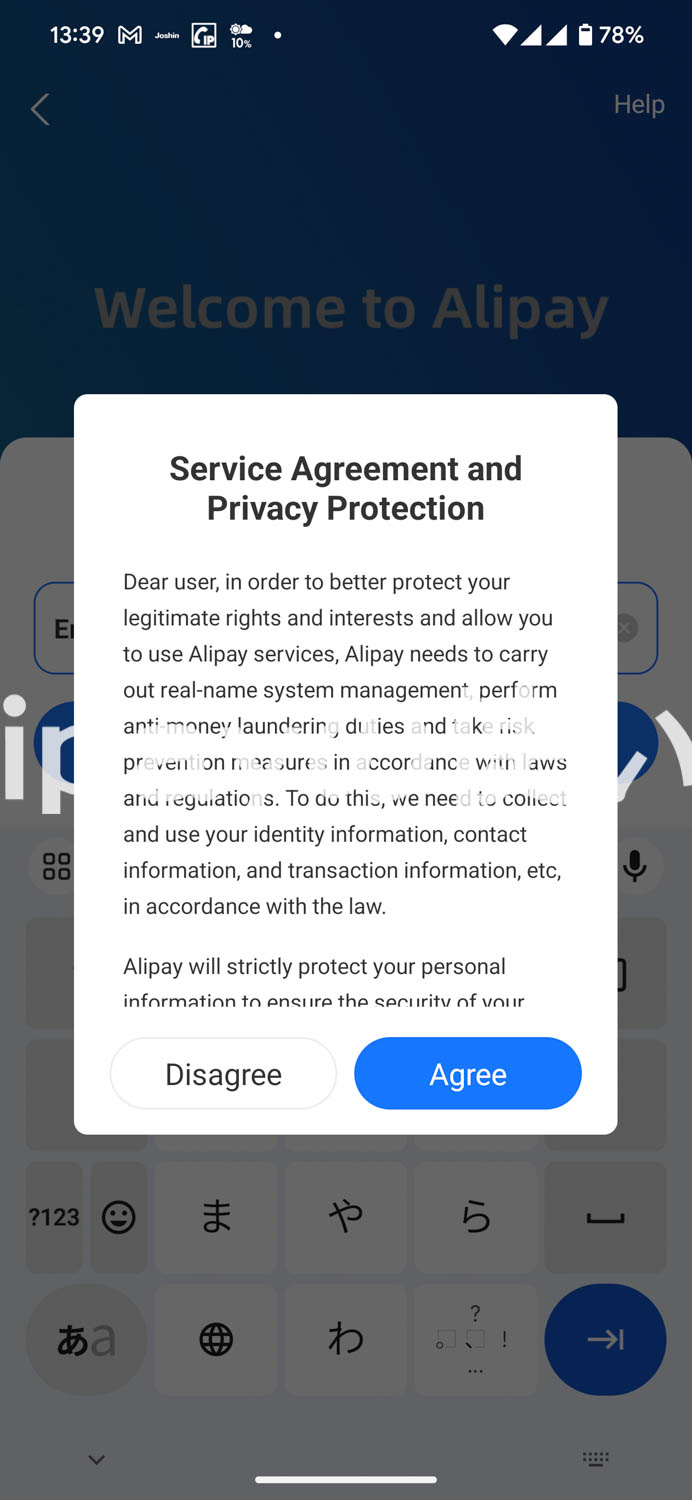 13:39 Joshin IP 10% 78%
Help
Welcome to Alipay
Service Agreement and
Privacy Protection
Dear user, in order to better protect your
legitimate rights and interests and allow you
to use Alipay services, Alipay needs to carry
out real-name system management, perform
anti-money laundering duties and take risk
prevention measures in accordance with laws
and regulations. To do this, we need to collect
and use your identity information, contact
information, and transaction information, etc,
in accordance with the law.
Alipay will strictly protect your personal
information to ensure the security of your
Disagree Agree
?123 ま や ら
あa わ 。?、! …